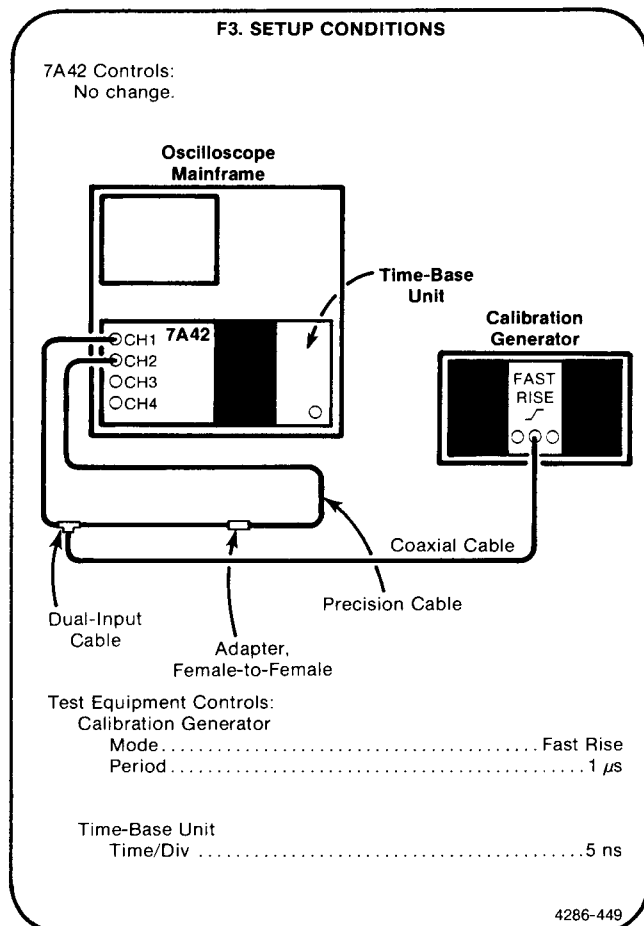 F3. SETUP CONDITIONS
7A42 Controls:
No change.
Oscilloscope
Mainframe
Time-Base
Unit
Calibration
Generator
7A42
CH1
CH2
CH3
CH4
FAST
RISE
Coaxial Cable
Precision Cable
Dual-Input
Cable
Adapter,
Female-to-Female
Test Equipment Controls:
Calibration Generator
Mode........................................Fast Rise
Period............................................1 μs
Time-Base Unit
Time/Div .........................................5 ns
4286-449